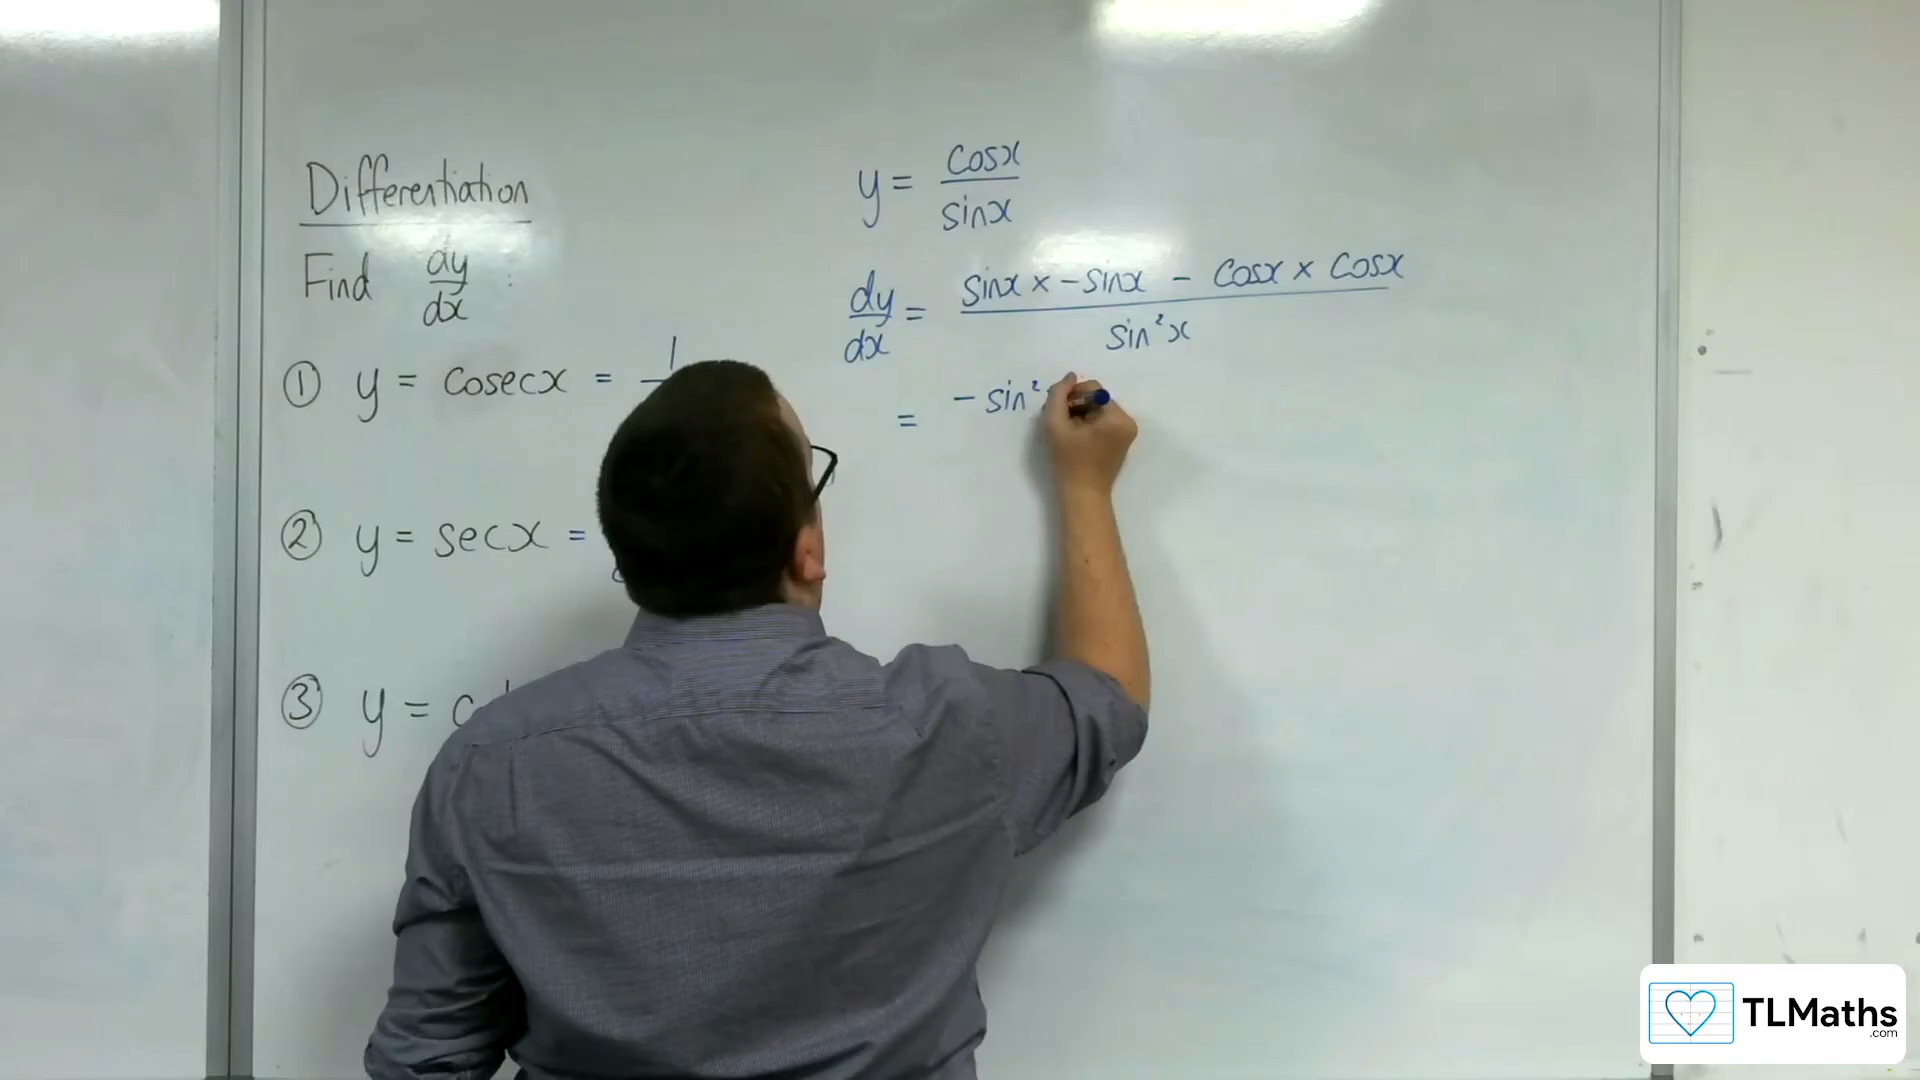 Differentiation
Find dy/dx :
① y = cosecx = 1
② y = secx =
③ y =
y = cosx/sinx
dy/dx = sinx × -sinx - cosx × cosx / sin²x
= - sin²
TLMaths
.com